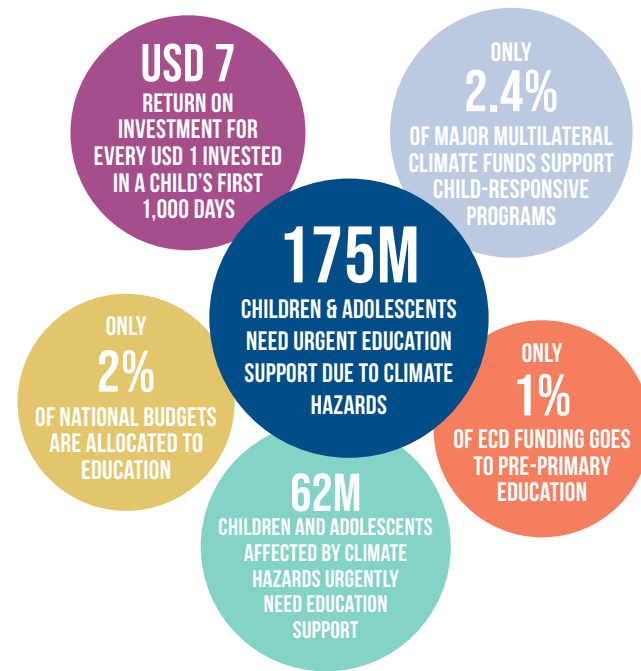 USD 7
RETURN ON
INVESTMENT FOR
EVERY USD 1 INVESTED
IN A CHILD'S FIRST
1,000 DAYS
ONLY
2.4%
OF MAJOR MULTILATERAL
CLIMATE FUNDS SUPPORT
CHILD-RESPONSIVE
PROGRAMS
175M
CHILDREN & ADOLESCENTS
NEED URGENT EDUCATION
SUPPORT DUE TO CLIMATE
HAZARDS
ONLY
2%
OF NATIONAL BUDGETS
ARE ALLOCATED TO
EDUCATION
ONLY
1%
OF ECD FUNDING GOES
TO PRE-PRIMARY
EDUCATION
62M
CHILDREN AND ADOLESCENTS
AFFECTED BY CLIMATE
HAZARDS URGENTLY
NEED EDUCATION
SUPPORT